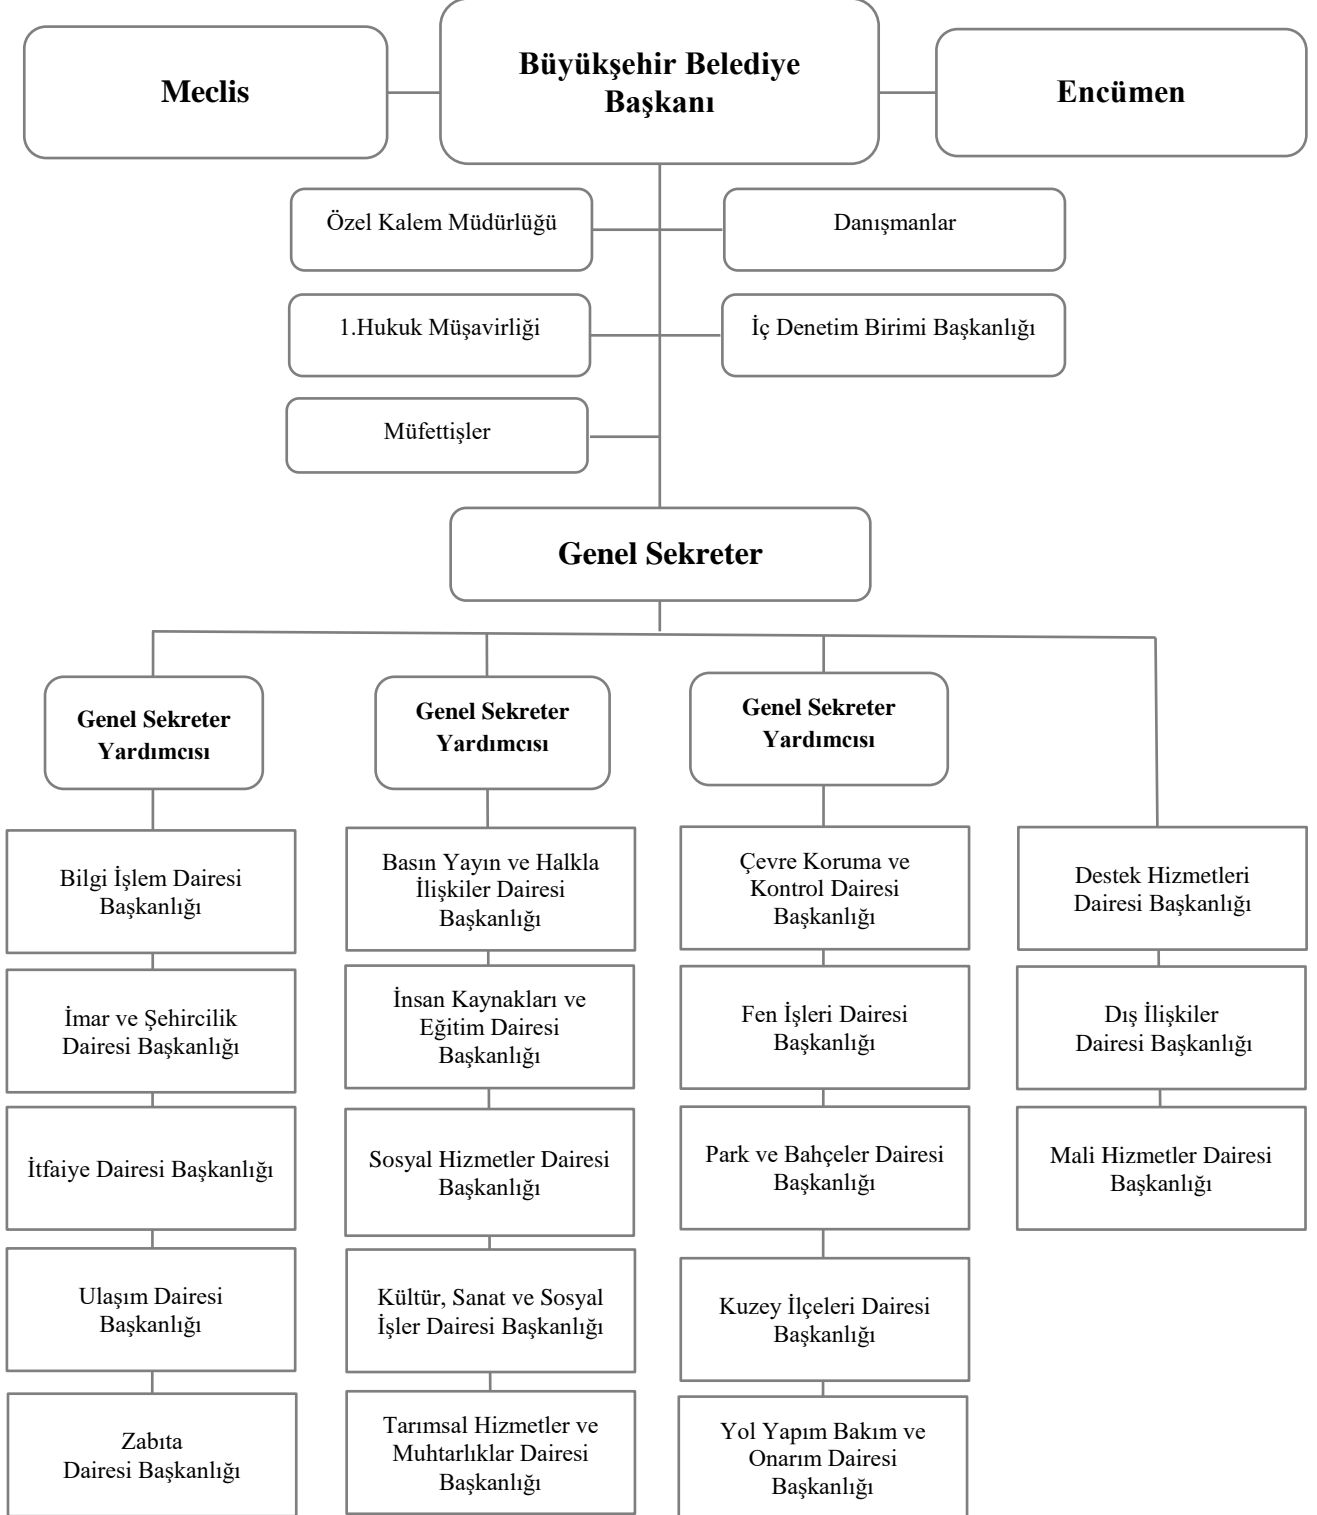 Meclis
Büyükşehir Belediye
Başkanı
Encümen
Özel Kalem Müdürlüğü
Danışmanlar
1.Hukuk Müşavirliği
İç Denetim Birimi Başkanlığı
Müfettişler
Genel Sekreter
Genel Sekreter
Yardımcısı
Genel Sekreter
Yardımcısı
Genel Sekreter
Yardımcısı
Bilgi İşlem Dairesi
Başkanlığı
Basın Yayın ve Halkla
İlişkiler Dairesi
Başkanlığı
Çevre Koruma ve
Kontrol Dairesi
Başkanlığı
Destek Hizmetleri
Dairesi Başkanlığı
İmar ve Şehircilik
Dairesi Başkanlığı
İnsan Kaynakları ve
Eğitim Dairesi
Başkanlığı
Fen İşleri Dairesi
Başkanlığı
Dış İlişkiler
Dairesi Başkanlığı
İtfaiye Dairesi Başkanlığı
Sosyal Hizmetler Dairesi
Başkanlığı
Park ve Bahçeler Dairesi
Başkanlığı
Mali Hizmetler Dairesi
Başkanlığı
Ulaşım Dairesi
Başkanlığı
Kültür, Sanat ve Sosyal
İşler Dairesi Başkanlığı
Kuzey İlçeleri Dairesi
Başkanlığı
Zabıta
Dairesi Başkanlığı
Tarımsal Hizmetler ve
Muhtarlıklar Dairesi
Başkanlığı
Yol Yapım Bakım ve
Onarım Dairesi
Başkanlığı